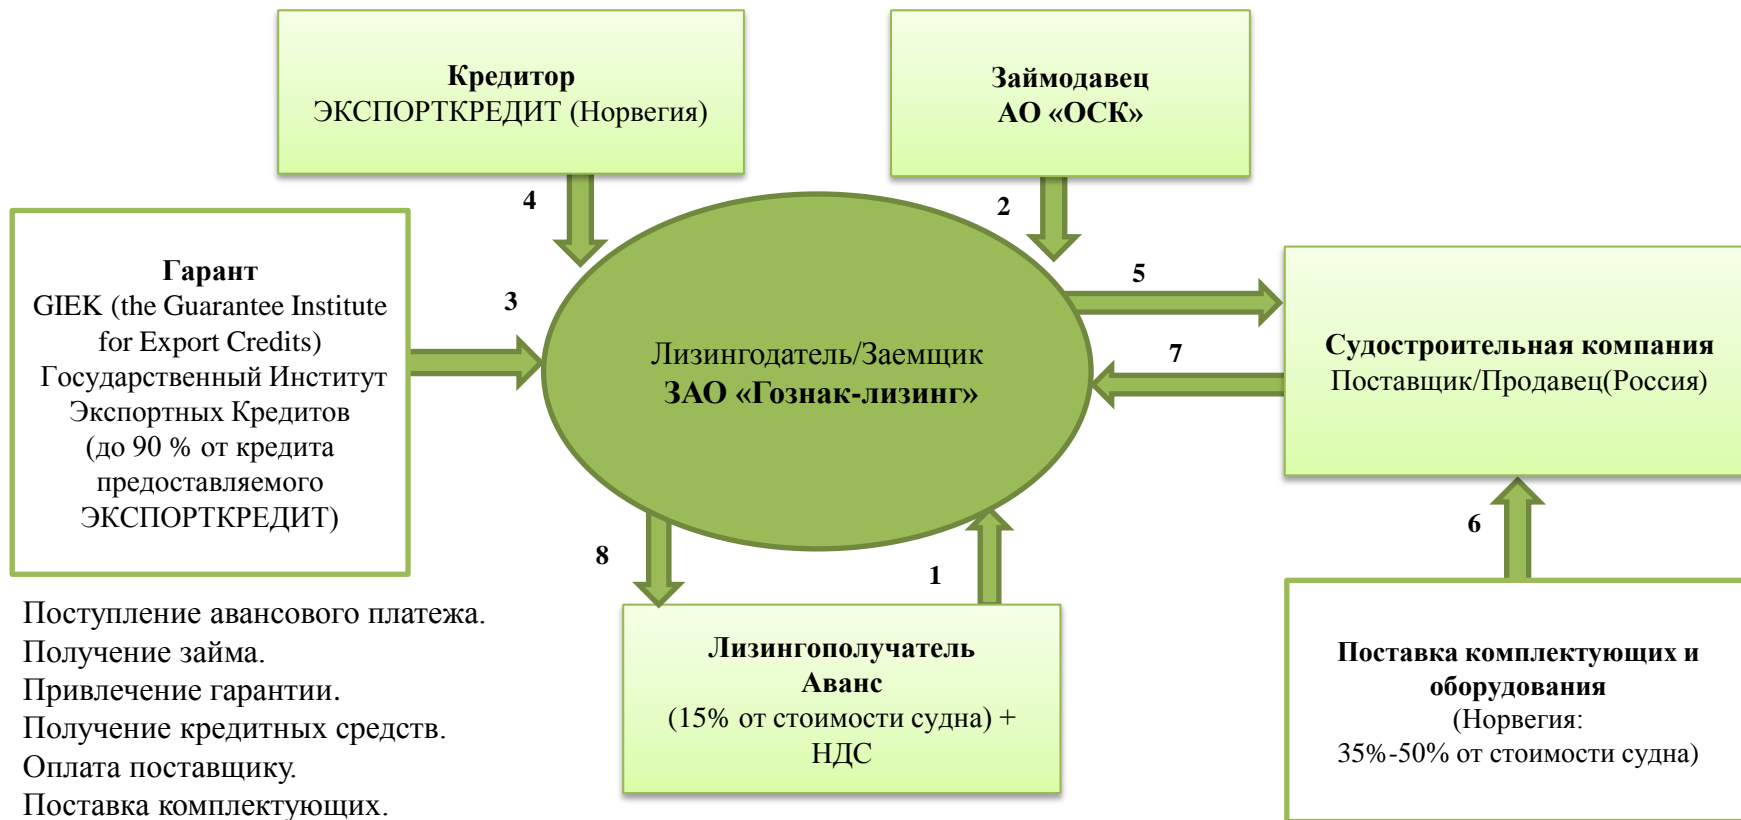 Кредитор
ЭКСПОРТКРЕДИТ (Норвегия)
Займодавец
АО «ОСК»
4
2
Гарант
GIEK (the Guarantee Institute
for Export Credits)
Государственный Институт
Экспортных Кредитов
(до 90 % от кредита
предоставляемого
ЭКСПОРТКРЕДИТ)
3
Лизингодатель/Заемщик
ЗАО «Гознак-лизинг»
5
7
Судостроительная компания
Поставщик/Продавец(Россия)
6
8
1
Лизингополучатель
Аванс
(15% от стоимости судна) +
НДС
Поставка комплектующих и
оборудования
(Норвегия:
35%-50% от стоимости судна)
Поступление авансового платежа.
Получение займа.
Привлечение гарантии.
Получение кредитных средств.
Оплата поставщику.
Поставка комплектующих.